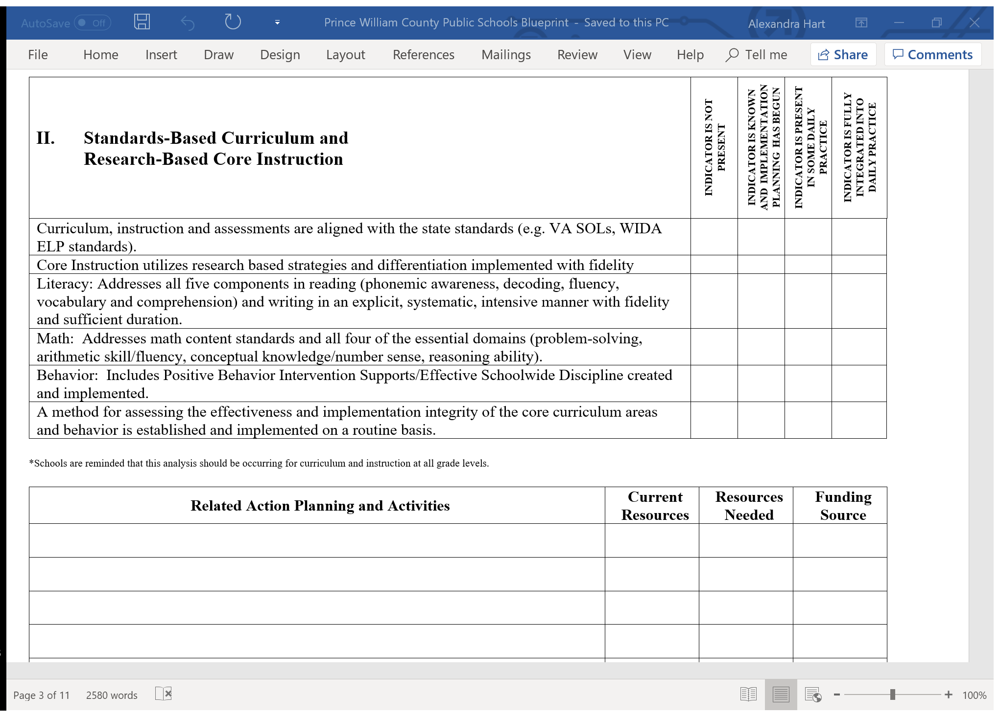 AutoSave Off Prince William County Public Schools Blueprint - Saved to this PC Alexandra Hart
File Home Insert Draw Design Layout References Mailings Review View Help Tell me Share Comments
II. Standards-Based Curriculum and
Research-Based Core Instruction
INDICATOR IS NOT
PRESENT
INDICATOR IS KNOWN
AND IMPLEMENTATION
PLANNING HAS BEGUN
INDICATOR IS PRESENT
IN SOME DAILY
PRACTICE
INDICATOR IS FULLY
INTEGRATED INTO
DAILY PRACTICE
Curriculum, instruction and assessments are aligned with the state standards (e.g. VA SOLs, WIDA
ELP standards).
Core Instruction utilizes research based strategies and differentiation implemented with fidelity
Literacy: Addresses all five components in reading (phonemic awareness, decoding, fluency,
vocabulary and comprehension) and writing in an explicit, systematic, intensive manner with fidelity
and sufficient duration.
Math: Addresses math content standards and all four of the essential domains (problem-solving,
arithmetic skill/fluency, conceptual knowledge/number sense, reasoning ability).
Behavior: Includes Positive Behavior Intervention Supports/Effective Schoolwide Discipline created
and implemented.
A method for assessing the effectiveness and implementation integrity of the core curriculum areas
and behavior is established and implemented on a routine basis.
*Schools are reminded that this analysis should be occurring for curriculum and instruction at all grade levels.
Related Action Planning and Activities
Current
Resources
Resources
Needed
Funding
Source
Page 3 of 11 2580 words 100%